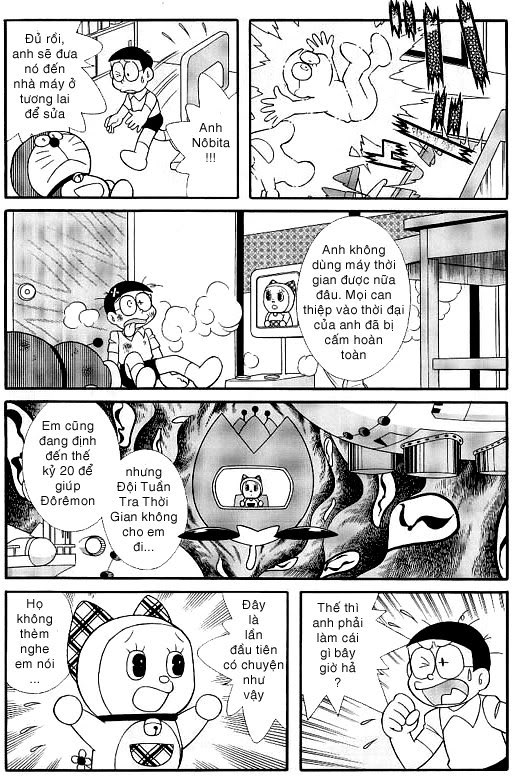 Đủ rồi,
anh sẽ đưa
nó đến
nhà máy ở
tương lai
để sửa
Anh
Nôbita
!!!
Anh không
dùng máy thời
gian được nữa
đâu. Mọi can
thiệp vào thời đại
của anh đã bị
cấm hoàn
toàn
Em cũng
đang định
đến thế
kỷ 20 để
giúp
Đôrêmon
nhưng
Đội Tuần
Tra Thời
Gian không
cho em
đi...
Họ
không
thèm
nghe
em nói
...
Đây
là
lần
đầu tiên
có chuyện
như
vậy
Thế thì
anh phải
làm cái
gì bây
giờ hả
?